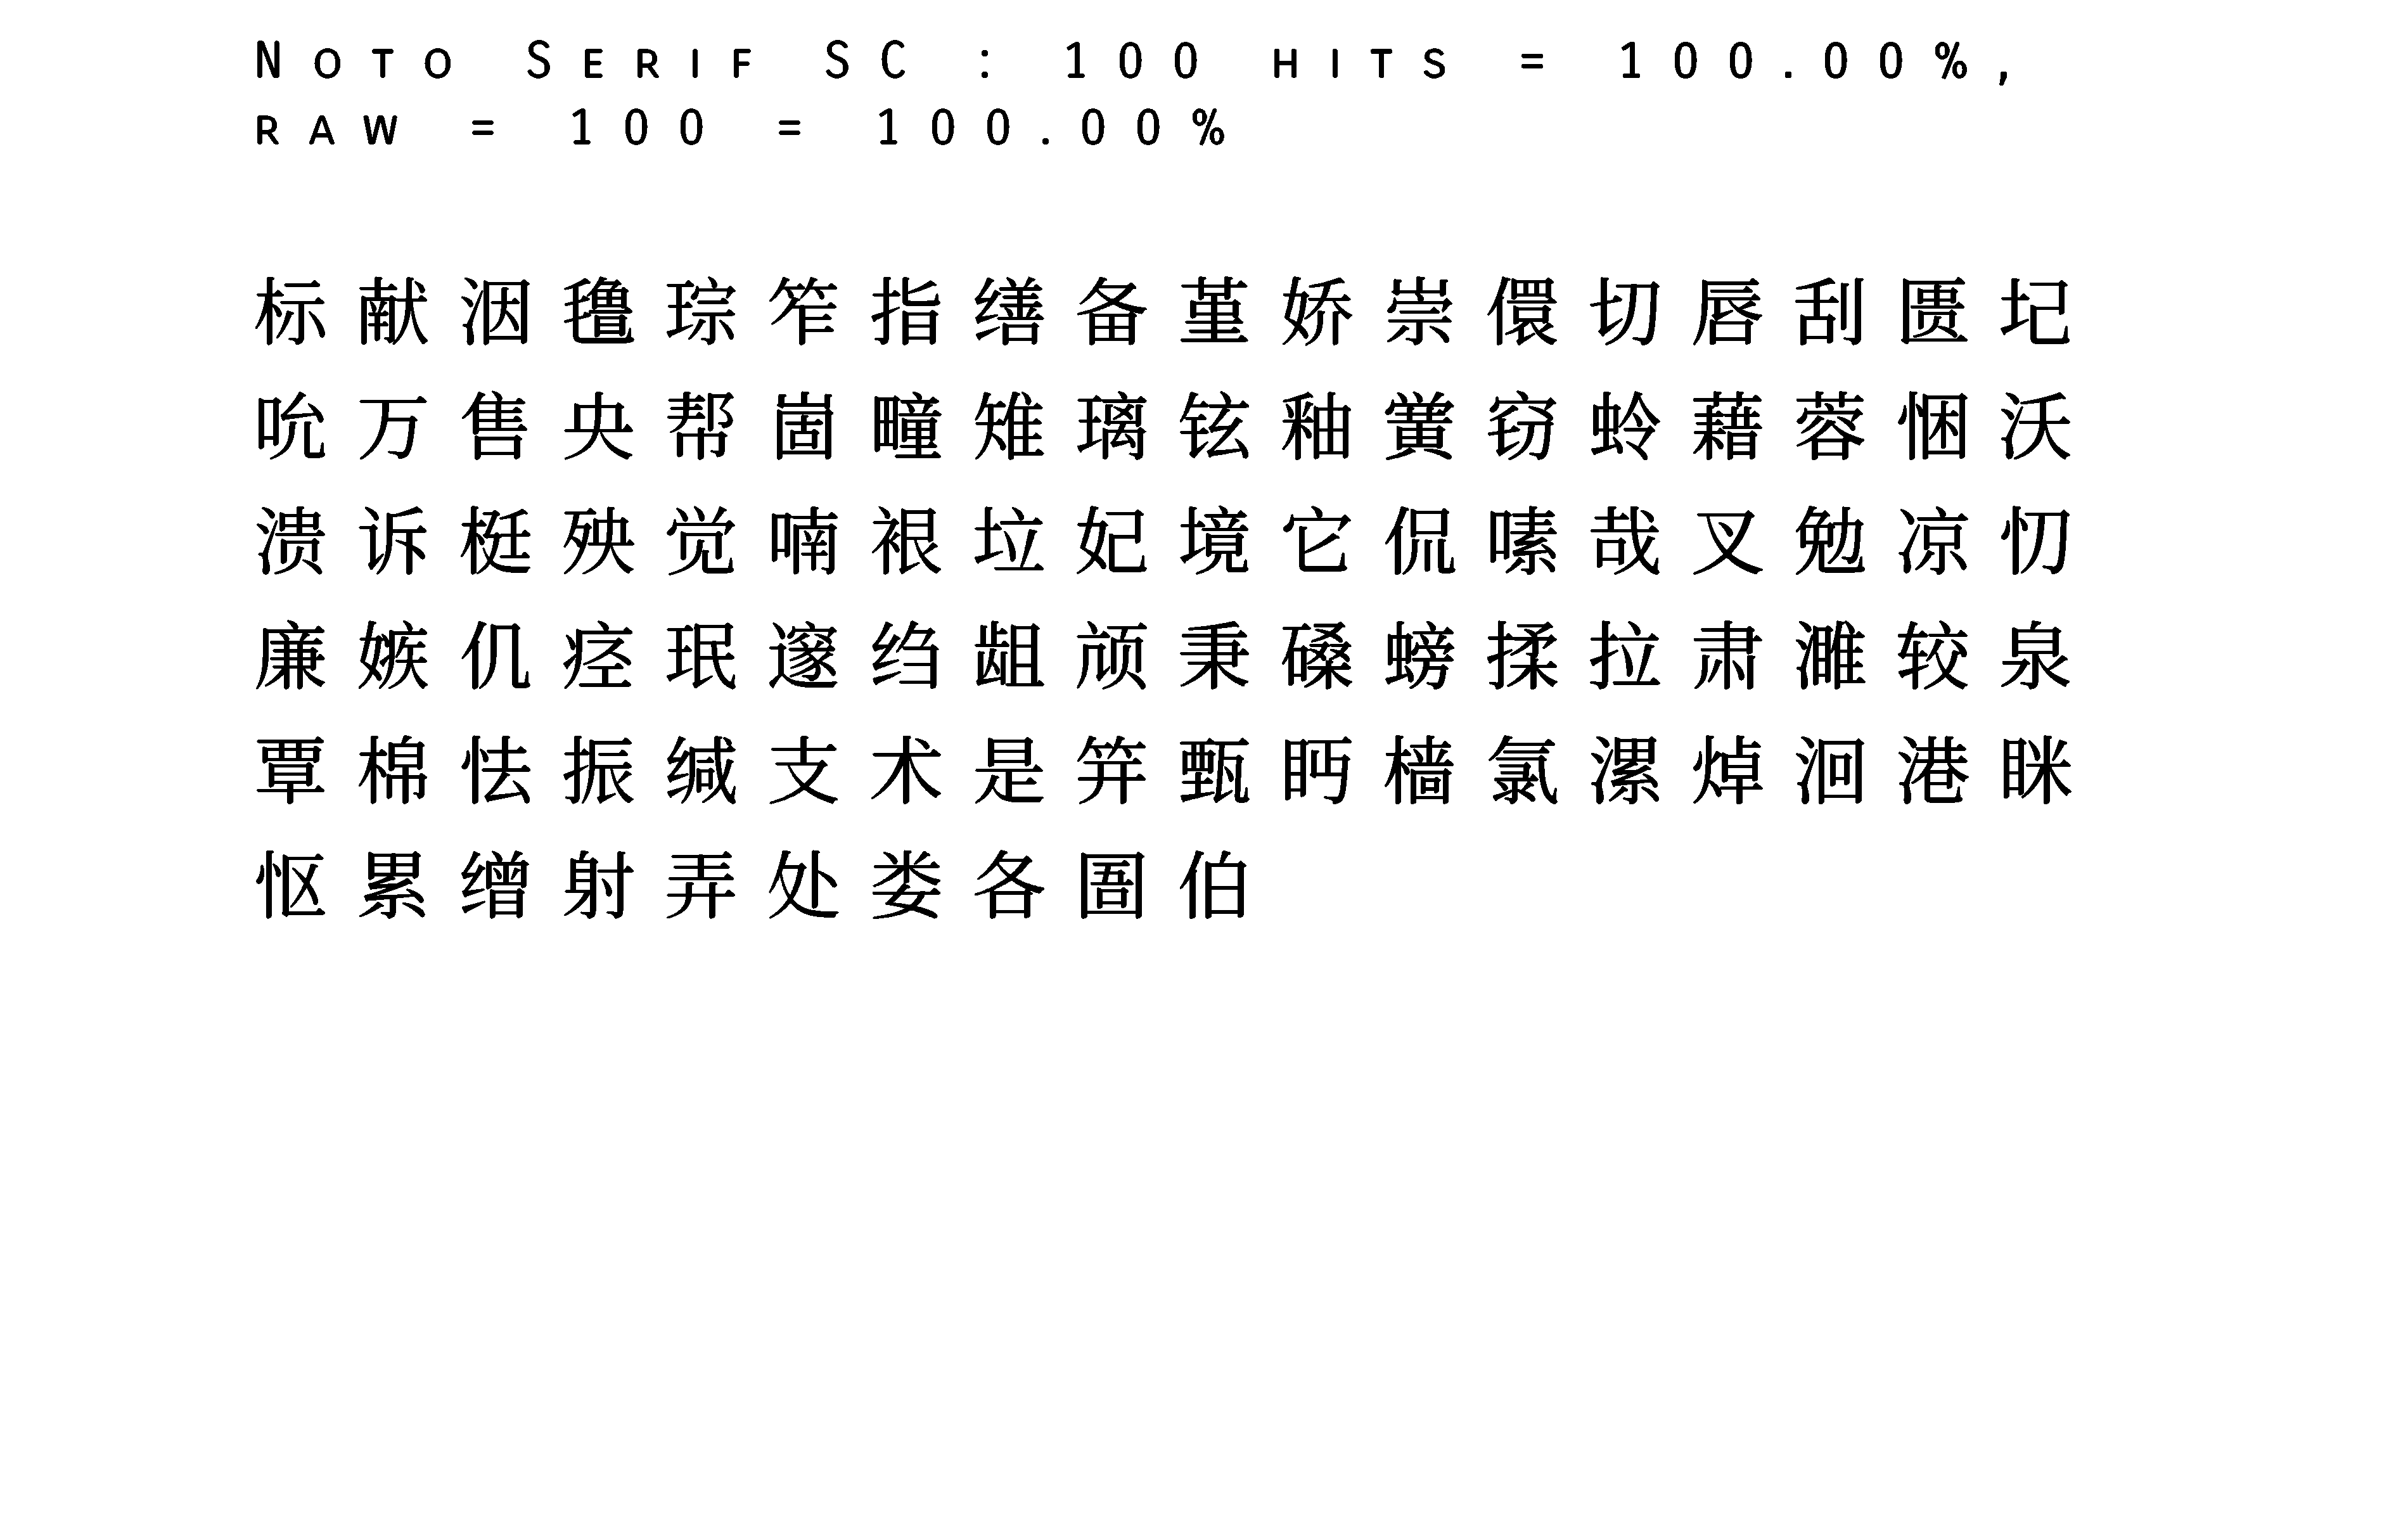 Noto Serif SC : 100 hits = 100.00%,
raw = 100 = 100.00%
标献洇氇琮笮指缮备堇娇崇儇切唇刮匮圮
吮万售央帮崮疃雉璃铉釉黉窃蛉藉蓉悃沃
溃诉梃殃觉喃裉垃妃境它侃嗉哉叉勉凉忉
廉嫉仉痉珉邃绉龃颃秉磉螃揉拉肃濉较泉
覃棉怯振缄支术是笄甄眄樯氯漯焯洄港眯
怄累缯射弄处娄各圄伯